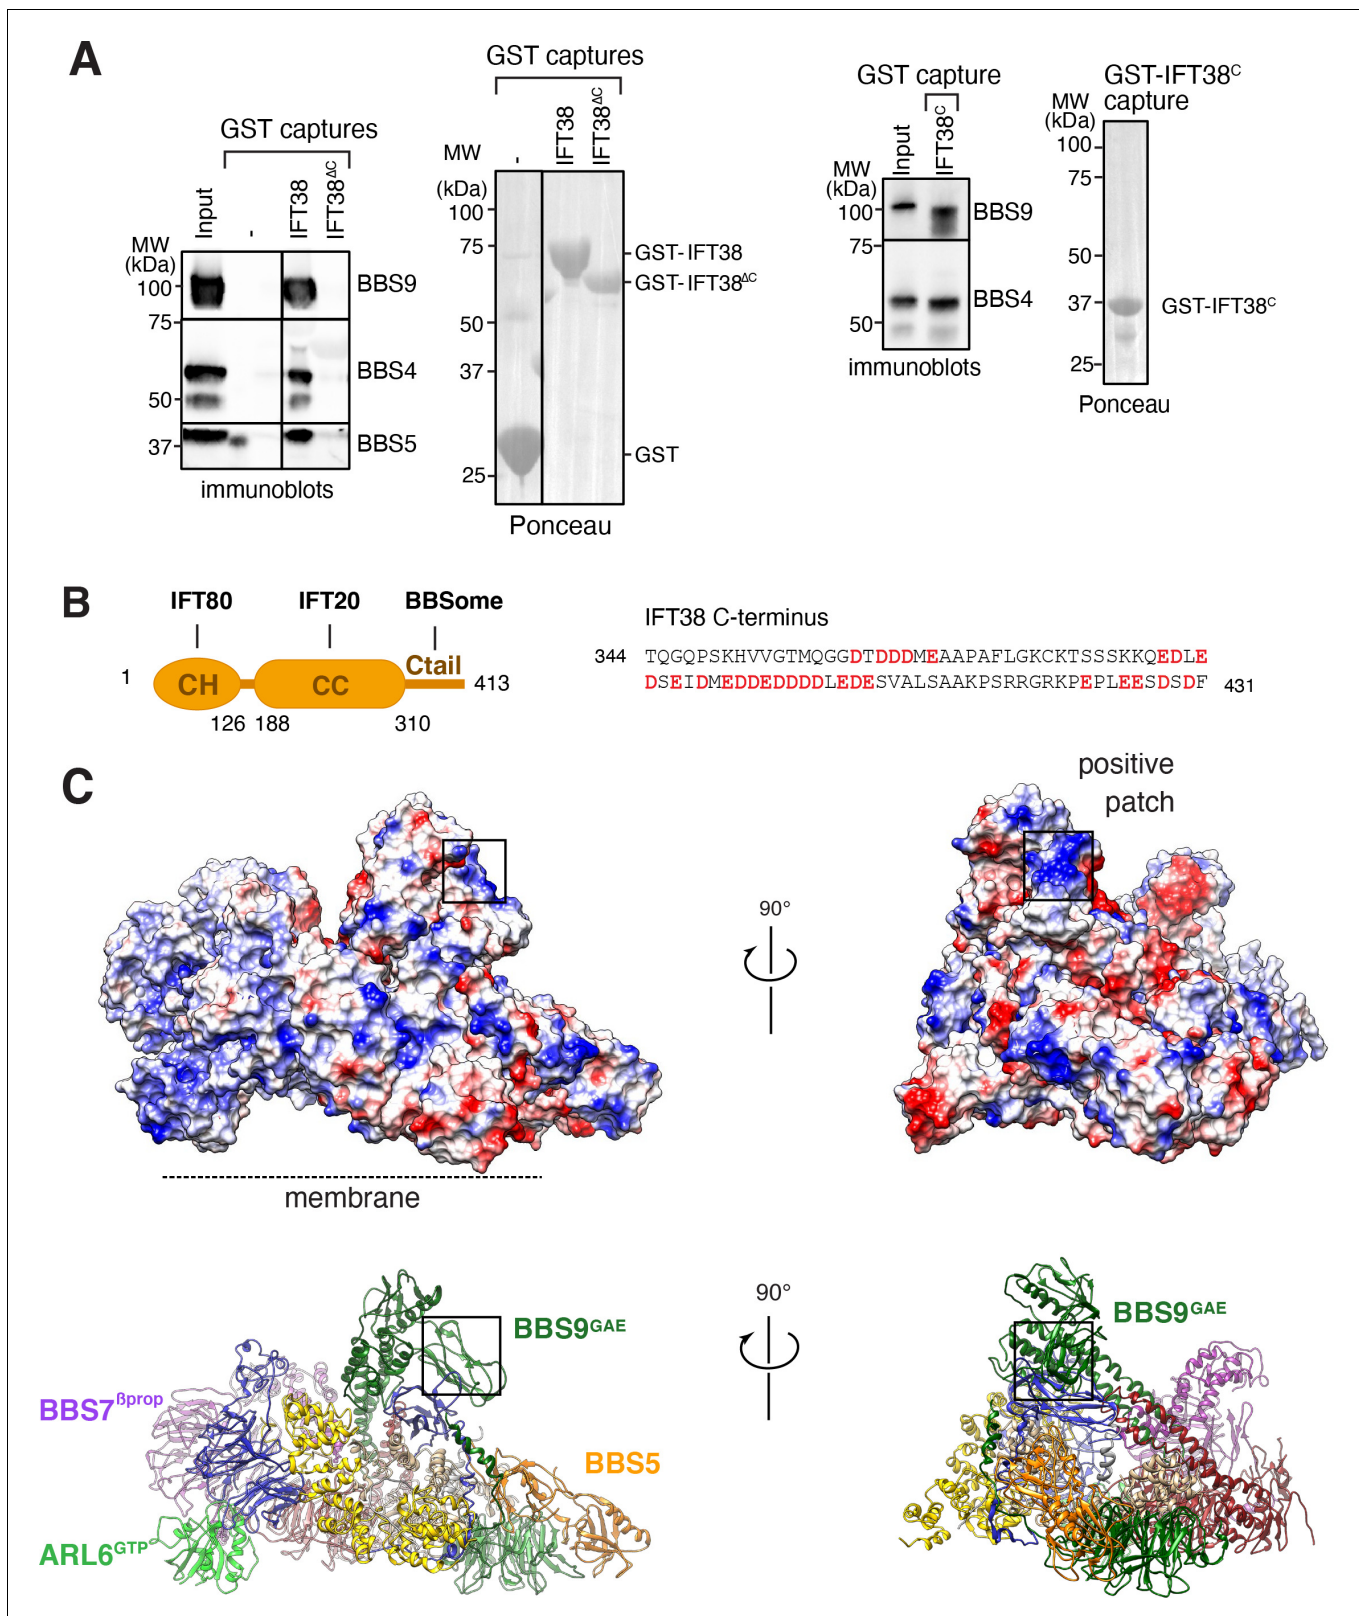 A
GST captures
Input
-
IFT38
IFT38ΔC
MW
(kDa)
100
75
50
37
BBS9
BBS4
BBS5
immunoblots
GST captures
MW
(kDa)
-
IFT38
IFT38ΔC
100
75
50
37
25
GST-IFT38
GST-IFT38ΔC
GST
Ponceau
GST capture
Input
IFT38C
MW
(kDa)
100
75
50
BBS9
BBS4
immunoblots
GST-IFT38C
capture
MW
(kDa)
100
75
50
37
25
GST-IFT38C
Ponceau
B
IFT80 IFT20 BBSome
1 CH CC Ctail 413
126 188 310
IFT38 C-terminus
344 TQGQPSKHVVGTMQGGDTDDDMEAAPAFLGKCKTSSSKKQEDLE
DSEIDMEDDEDDDDLEDESVALSAAKPSRRGRKPEPLEESDSDF 431
C
positive
patch
90°
membrane
90°
BBS9GAE
BBS7ßprop
BBS5
ARL6GTP
BBS9GAE